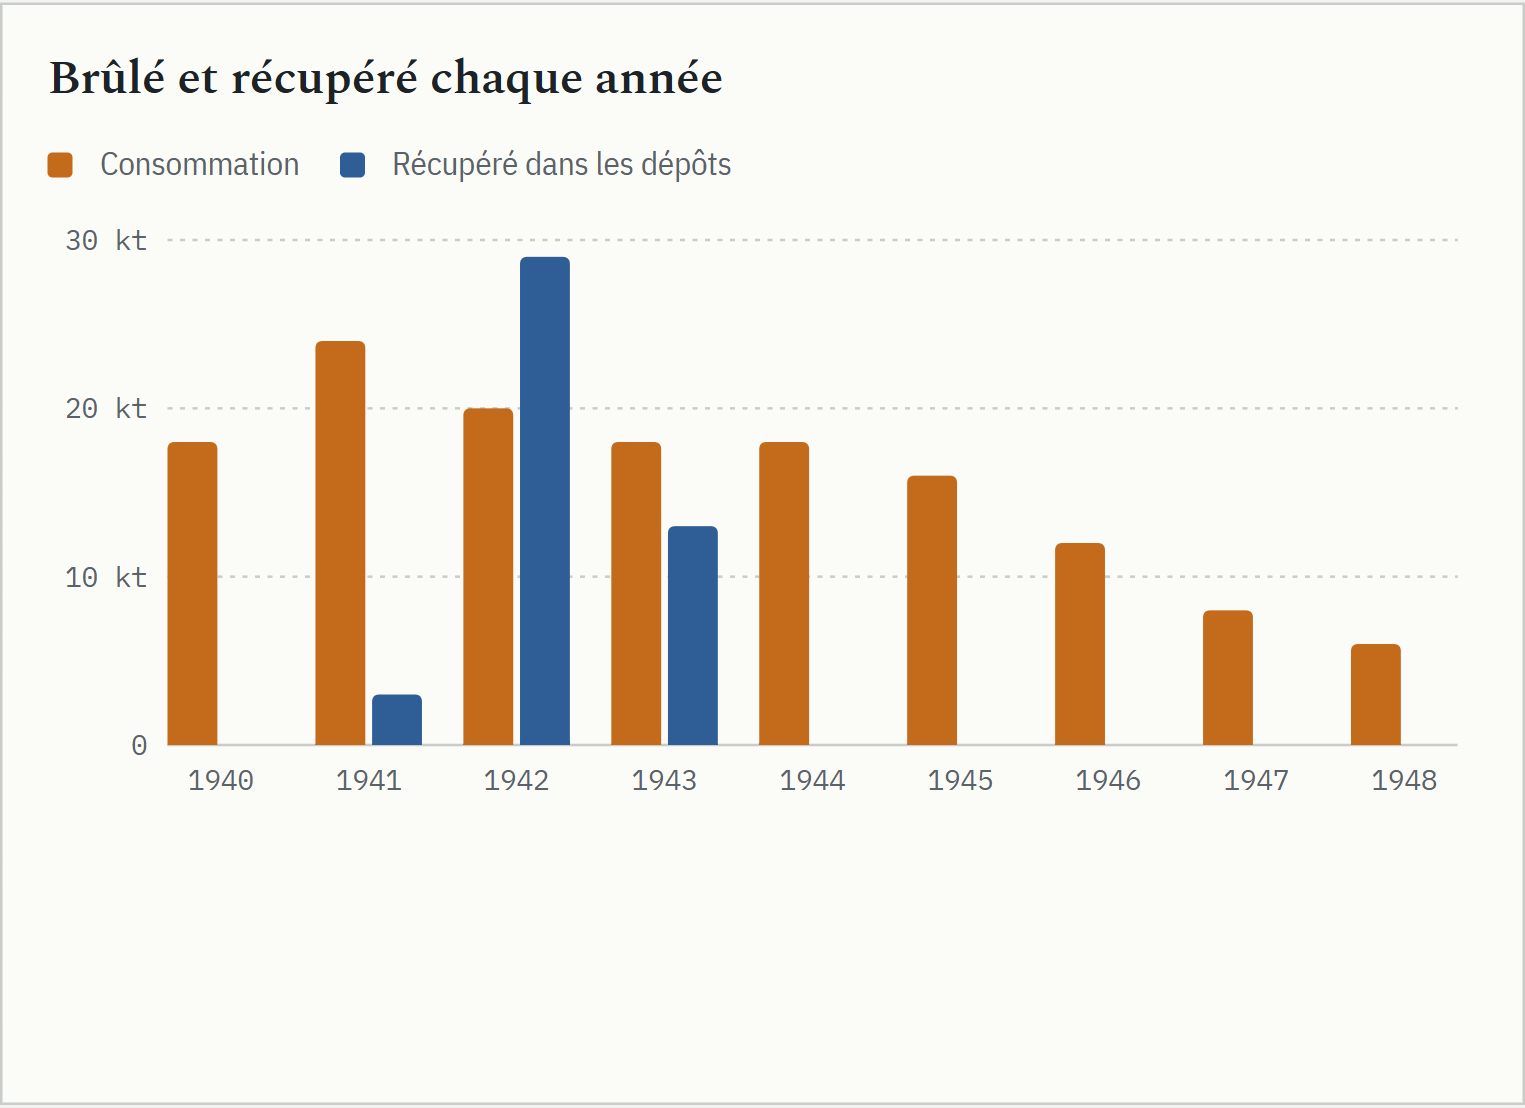 Brûlé et récupéré chaque année
Consommation Récupéré dans les dépôts
30 kt
20 kt
10 kt
0
1940 1941 1942 1943 1944 1945 1946 1947 1948